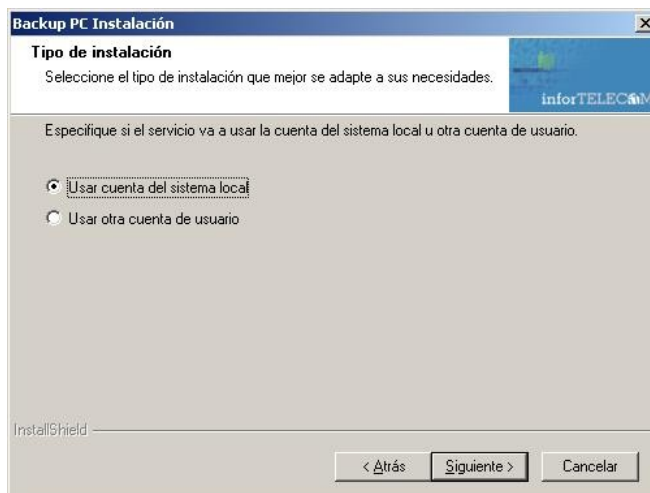 Backup PC Instalación
Tipo de instalación
Seleccione el tipo de instalación que mejor se adapte a sus necesidades.
inforTELECOM
Especifique si el servicio va a usar la cuenta del sistema local u otra cuenta de usuario.
Usar cuenta del sistema local
Usar otra cuenta de usuario
InstallShield
< Atrás
Siguiente >
Cancelar